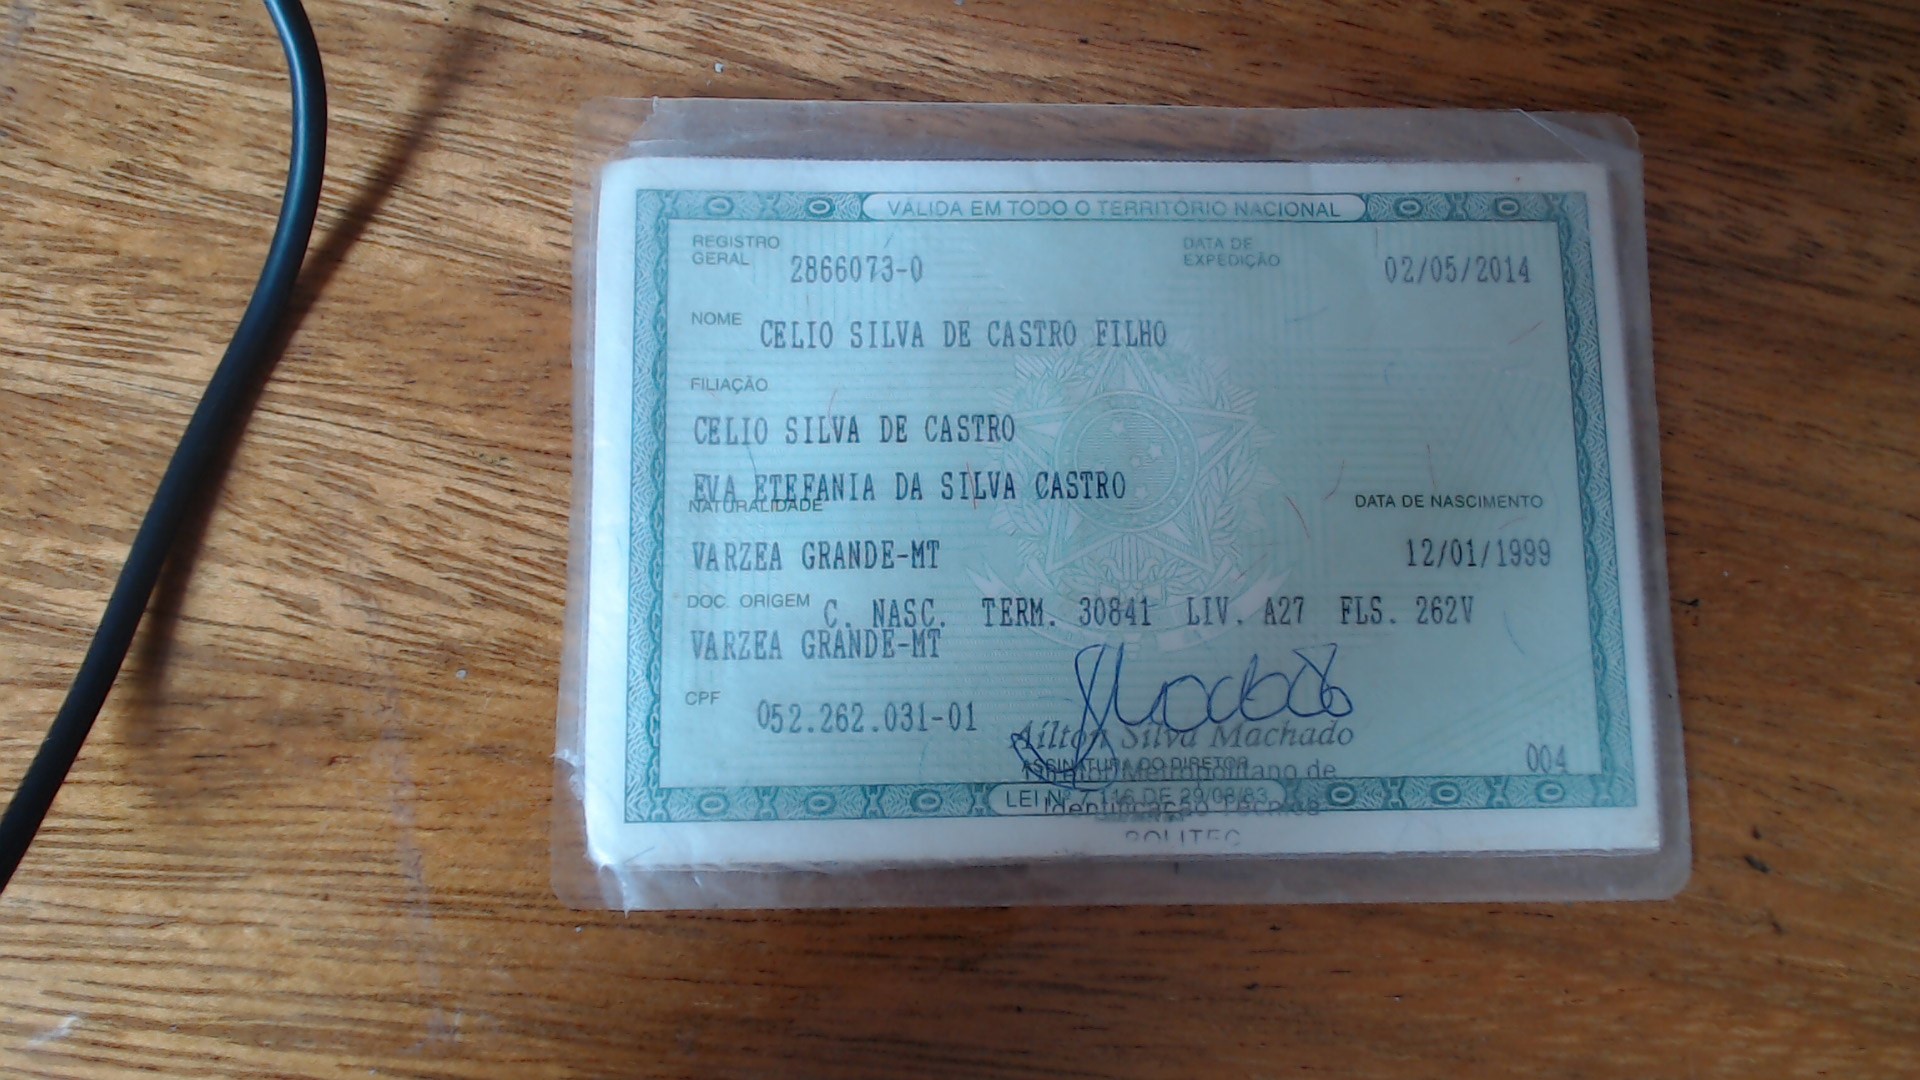 VÁLIDA EM TODO O TERRITÓRIO NACIONAL
REGISTRO GERAL 2866073-0 DATA DE EXPEDIÇÃO 02/05/2014
NOME CELIO SILVA DE CASTRO FILHO
FILIAÇÃO
CELIO SILVA DE CASTRO
EVA ETEFANIA DA SILVA CASTRO
NATURALIDADE DATA DE NASCIMENTO
VARZEA GRANDE-MT 12/01/1999
DOC. ORIGEM C. NASC. TERM. 30841 LIV. A27 FLS. 262V
VARZEA GRANDE-MT
CPF 052.262.031-01
Aílton Silva Machado
ASSINATURA DO DIRETOR 004
Diretor Metropolitano de
LEI Nº 7.116 DE 29/08/83
Identificação Técnica
POLITEC